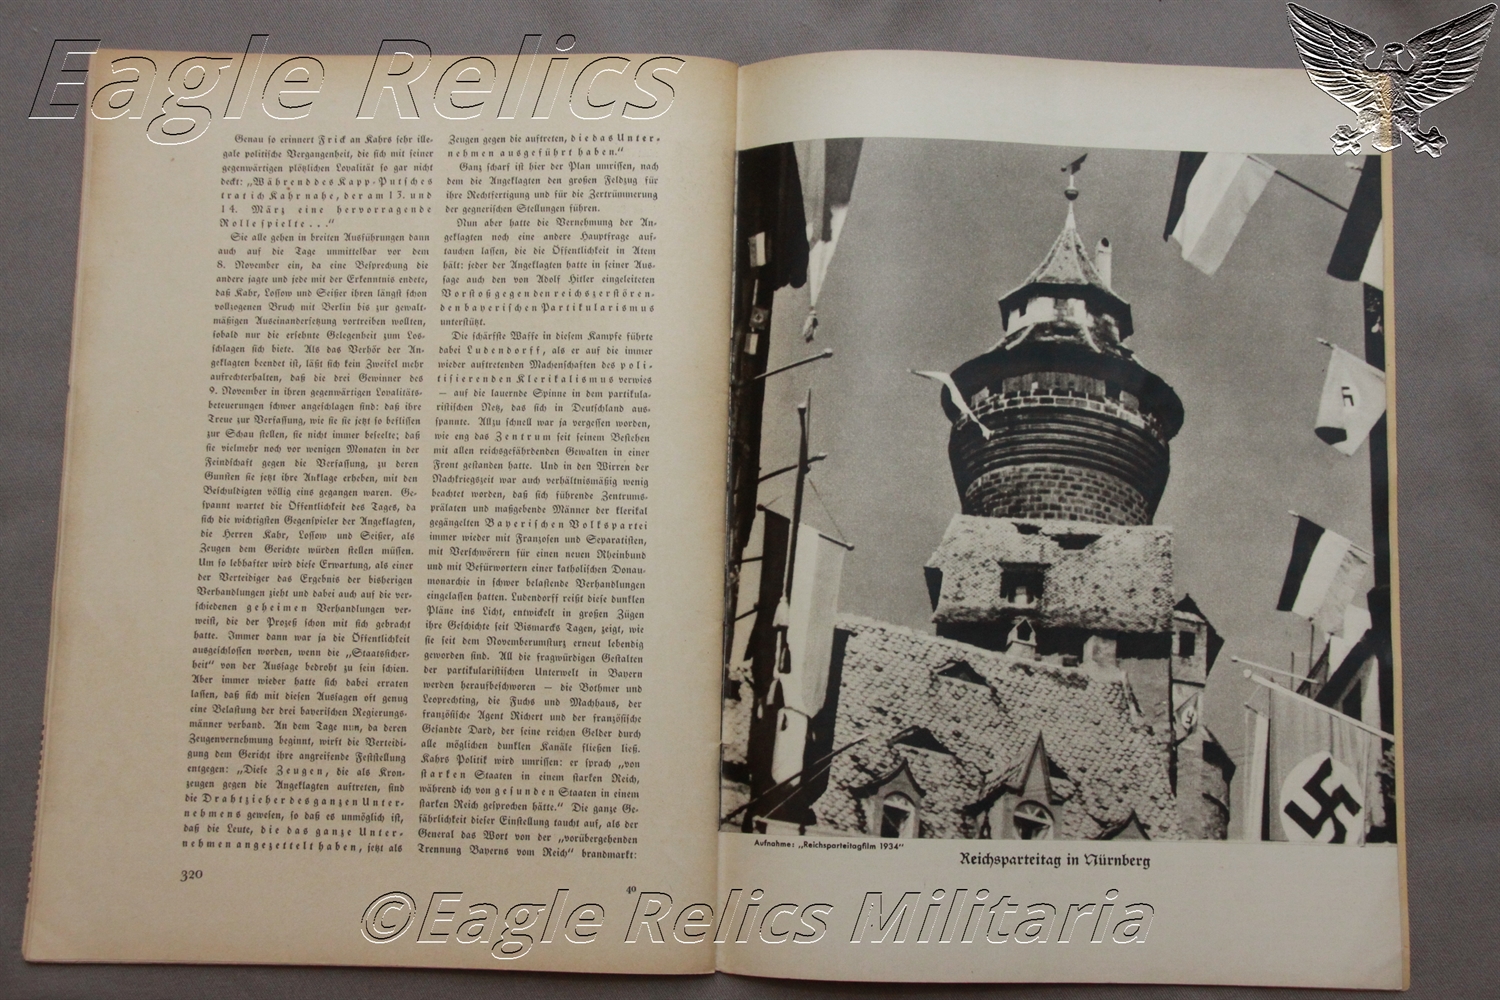 Eagle Relics
Genau so erinnert Frick an Kahrs sehr ille-
gale politische Vergangenheit, die sich mit seiner
gegenwärtigen plötzlichen Loyalität so gar nicht
deckt: „Während des Kapp-Putsches
trat ich Kahr nahe, der am 13. und
14. März eine hervorragende
Rolle spielte . . .“
Sie alle gehen in breiten Ausführungen dann
auch auf die Tage unmittelbar vor dem
8. November ein, da eine Besprechung die
andere jagte und jede mit der Erkenntnis endete,
daß Kahr, Lossow und Seißer ihren längst schon
vollzogenen Bruch mit Berlin bis zur gewalt-
mäßigen Auseinandersetzung vortreiben wollten,
sobald nur die ersehnte Gelegenheit zum Los-
schlagen sich biete. Als das Verhör der An-
geklagten beendet ist, läßt sich kein Zweifel mehr
aufrechterhalten, daß die drei Gewinner des
9. November in ihren gegenwärtigen Loyalitäts-
beteuerungen schwer angeschlagen sind: daß ihre
Treue zur Verfassung, wie sie sie jetzt so beflissen
zur Schau stellen, sie nicht immer beseelte; daß
sie vielmehr noch vor wenigen Monaten in der
Feindschaft gegen die Verfassung, zu deren
Gunsten sie jetzt ihre Anklage erheben, mit den
Beschuldigten völlig eins gegangen waren. Ge-
spannt wartet die Öffentlichkeit des Tages, da
sich die wichtigsten Gegenspieler der Angeklagten,
die Herren Kahr, Lossow und Seißer, als
Zeugen dem Gerichte würden stellen müssen.
Um so lebhafter wird diese Erwartung, als einer
der Verteidiger das Ergebnis der bisherigen
Verhandlungen zieht und dabei auch auf die ver-
schiedenen geheimen Verhandlungen ver-
weist, die der Prozeß schon mit sich gebracht
hatte. Immer dann war ja die Öffentlichkeit
ausgeschlossen worden, wenn die „Staatssicher-
heit“ von der Aussage bedroht zu sein schien.
Aber immer wieder hatte sich dabei erraten
lassen, daß sich mit diesen Aussagen oft genug
eine Belastung der drei bayerischen Regierungs-
männer verband. An dem Tage nun, da deren
Zeugenvernehmung beginnt, wirft die Verteidi-
gung dem Gericht ihre angreifende Feststellung
entgegen: „Diese Zeugen, die als Kron-
zeugen gegen die Angeklagten auftreten, sind
die Drahtzieher des ganzen Unter-
nehmens gewesen, so daß es unmöglich ist,
daß die Leute, die das ganze Unter-
nehmen angezettelt haben, jetzt als
320
Zeugen gegen die auftreten, die das Unter-
nehmen ausgeführt haben.“
Ganz scharf ist hier der Plan umrissen, nach
dem die Angeklagten den großen Feldzug für
ihre Rechtfertigung und für die Zertrümmerung
der gegnerischen Stellungen führen.
Nun aber hatte die Vernehmung der An-
geklagten noch eine andere Hauptfrage auf-
tauchen lassen, die die Öffentlichkeit in Atem
hält: jeder der Angeklagten hatte in seiner Aus-
sage auch den von Adolf Hitler eingeleiteten
Vorstoß gegen den reichszerstören-
den bayerischen Partikularismus
unterstützt.
Die schärfste Waffe in diesem Kampfe führte
dabei Ludendorff, als er auf die immer
wieder auftretenden Machenschaften des poli-
tisierenden Klerikalismus verwies
— auf die lauernde Spinne in dem partikula-
ristischen Netz, das sich in Deutschland aus-
spannte. Allzu schnell war ja vergessen worden,
wie eng das Zentrum seit seinem Bestehen
mit allen reichsgefährdenden Gewalten in einer
Front gestanden hatte. Und in den Wirren der
Nachkriegszeit war auch verhältnismäßig wenig
beachtet worden, daß sich führende Zentrums-
prälaten und maßgebende Männer der klerikal
gegängelten Bayerischen Volkspartei
immer wieder mit Franzosen und Separatisten,
mit Verschwörern für einen neuen Rheinbund
und mit Befürwortern einer katholischen Donau-
monarchie in schwer belastende Verhandlungen
eingelassen hatten. Ludendorff reißt diese dunklen
Pläne ins Licht, entwickelt in großen Zügen
ihre Geschichte seit Bismarcks Tagen, zeigt, wie
sie seit dem Novembersturz erneut lebendig
geworden sind. All die fragwürdigen Gestalten
der partikularistischen Unterwelt in Bayern
werden heraufbeschworen — die Bothmer und
Leoprechting, die Fuchs und Machhaus, der
französische Agent Richert und der französische
Gesandte Dard, der seine reichen Gelder durch
alle möglichen dunklen Kanäle fließen ließ.
Kahrs Politik wird umrissen: er sprach „von
starken Staaten in einem starken Reich,
während ich von gesunden Staaten in einem
starken Reich gesprochen hätte.“ Die ganze Ge-
fährlichkeit dieser Einstellung taucht auf, als der
General das Wort von der „vorübergehenden
Trennung Bayerns vom Reich“ brandmarkt:
40
Aufnahme: „Reichsparteitagfilm 1934“
Reichsparteitag in Nürnberg
©Eagle Relics Militaria